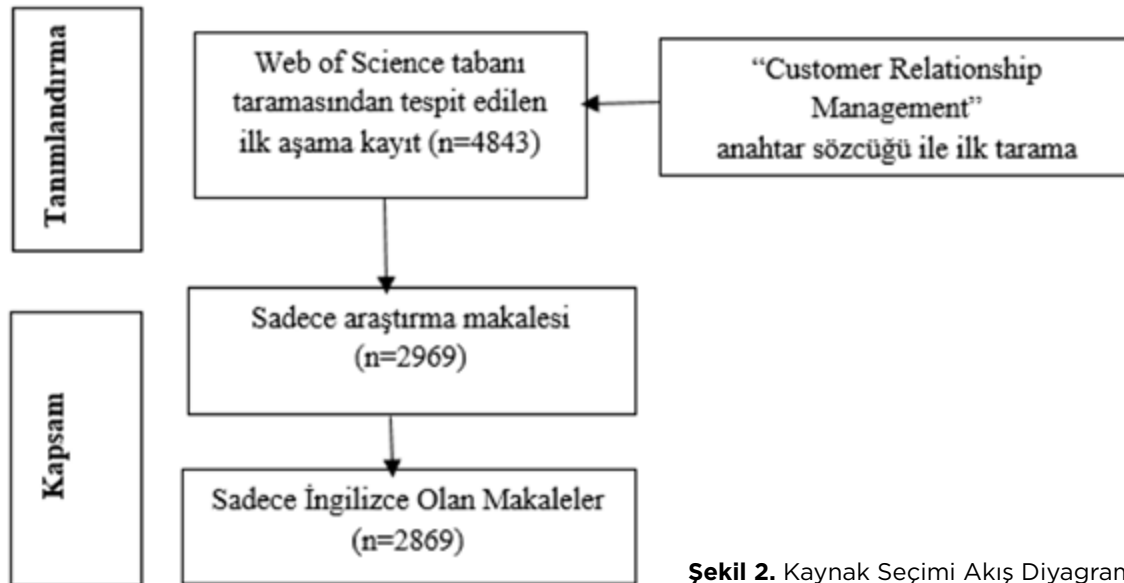 Tanımlandırma
Web of Science tabanı
taramasından tespit edilen
ilk aşama kayıt (n=4843)
“Customer Relationship
Management”
anahtar sözcüğü ile ilk tarama
Kapsam
Sadece araştırma makalesi
(n=2969)
Sadece İngilizce Olan Makaleler
(n=2869)
Şekil 2. Kaynak Seçimi Akış